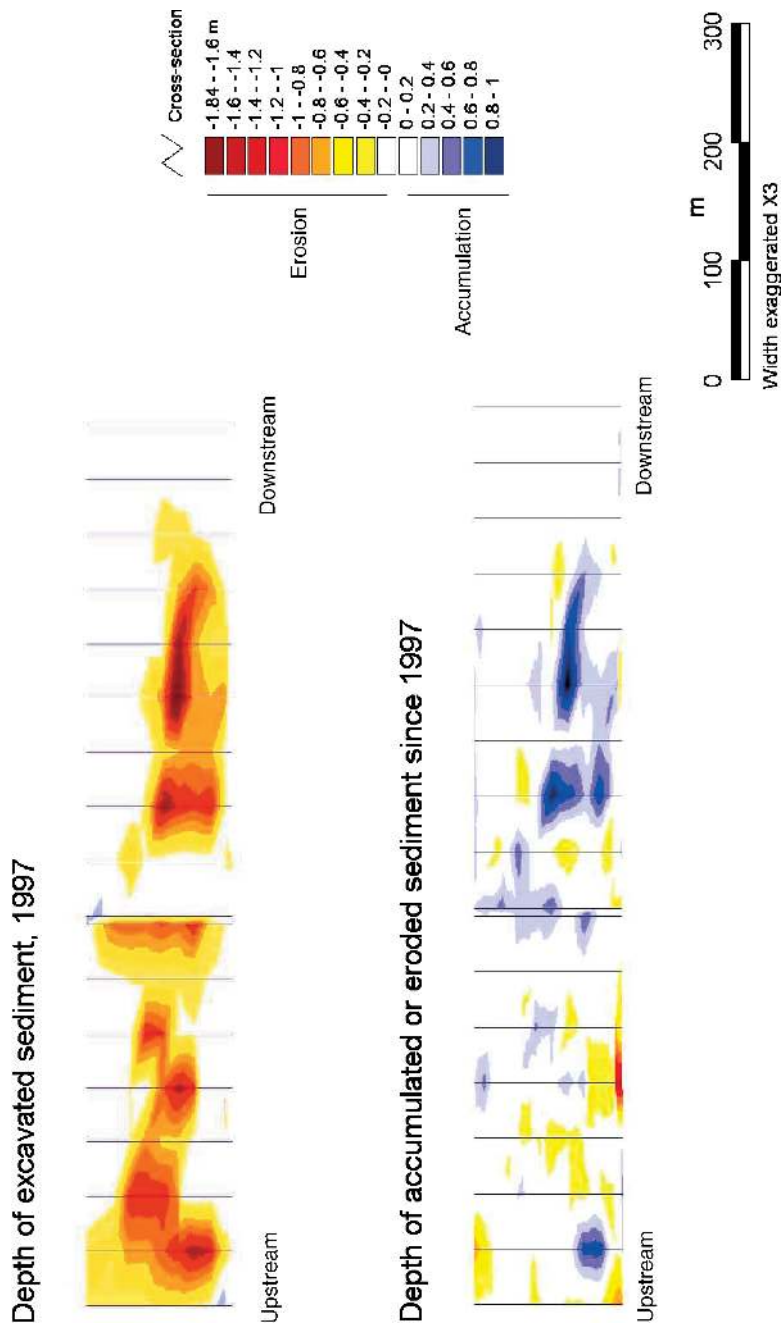 Depth of excavated sediment, 1997
Upstream
Downstream
Depth of accumulated or eroded sediment since 1997
Upstream
Downstream
Cross-section
Erosion
-1.84 - -1.6 m
-1.6 - -1.4
-1.4 - -1.2
-1.2 - -1
-1 - -0.8
-0.8 - -0.6
-0.6 - -0.4
-0.4 - -0.2
-0.2 - -0
Accumulation
0 - 0.2
0.2 - 0.4
0.4 - 0.6
0.6 - 0.8
0.8 - 1
m
0 100 200 300
Width exaggerated X3